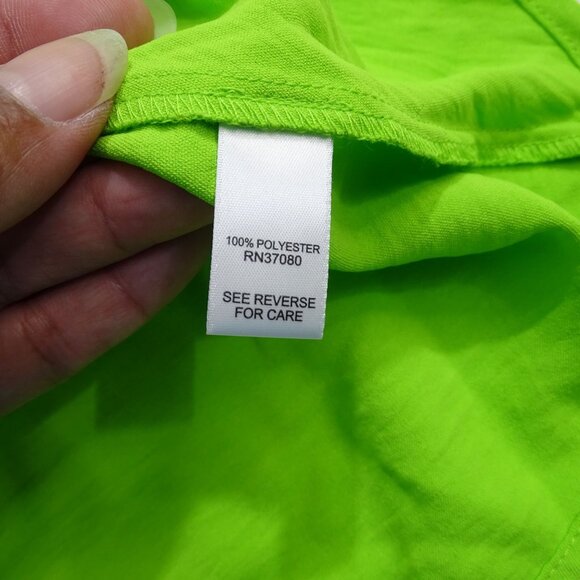 100% POLYESTER
RN37080
SEE REVERSE
FOR CARE